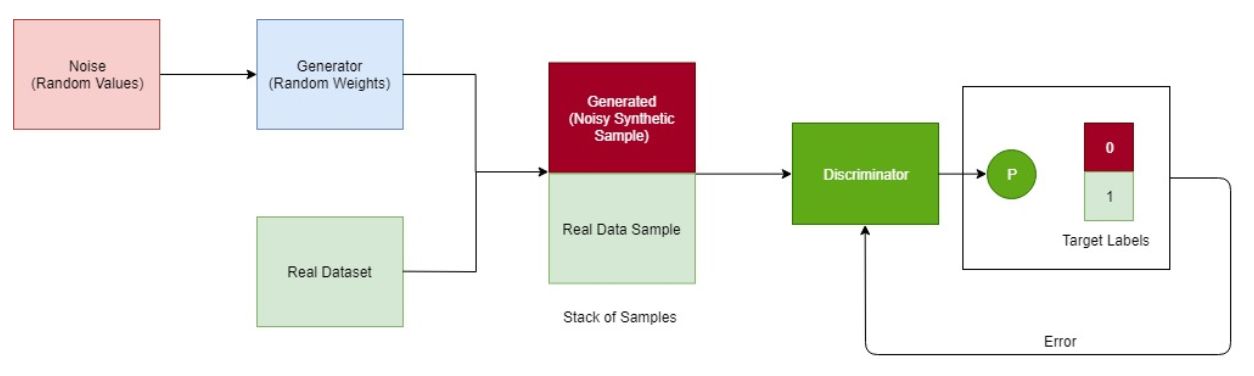 Noise
(Random Values)
Generator
(Random Weights)
Generated
(Noisy Synthetic
Sample)
Real Data Sample
Stack of Samples
Real Dataset
Discriminator
P
0
1
Target Labels
Error